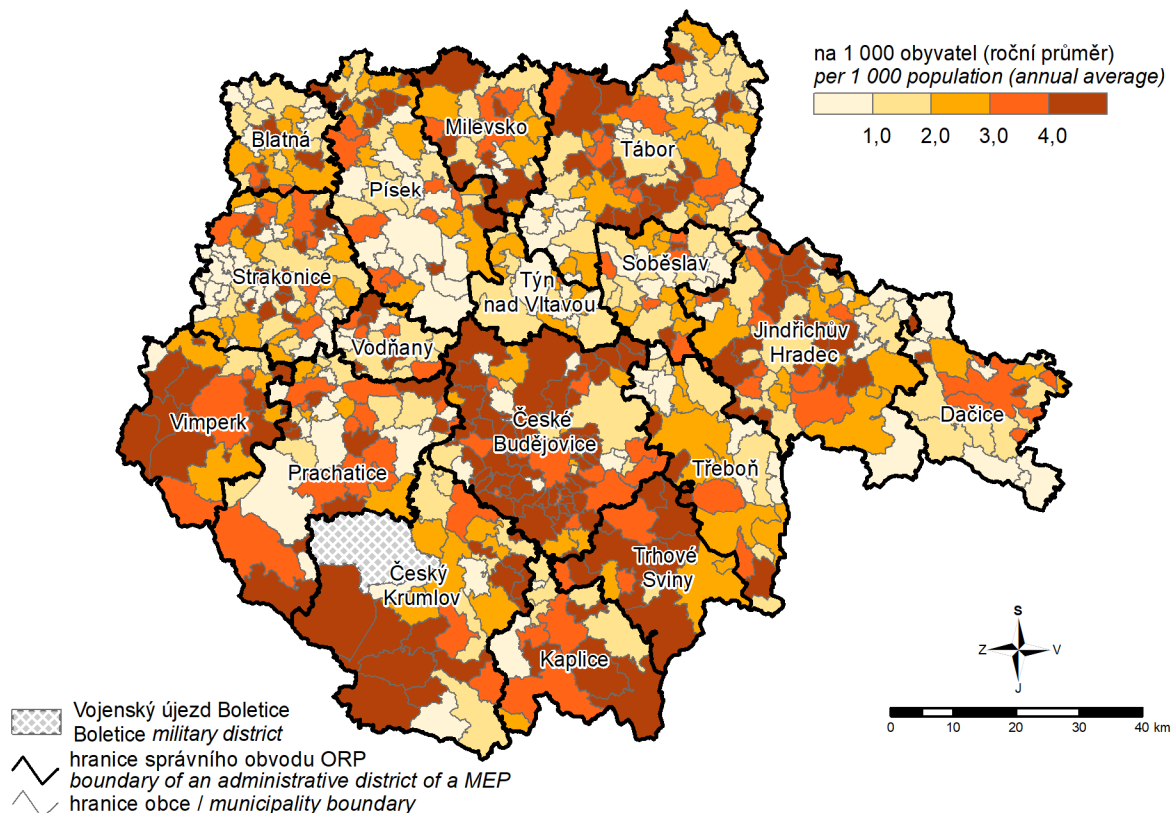 na 1 000 obyvatel (roční průměr)
per 1 000 population (annual average)
1,0 2,0 3,0 4,0
Blatná
Milevsko
Tábor
Písek
Strakonice
Soběslav
Týn
nad Vltavou
Vodňany
Jindřichův
Hradec
Vimperk
České
Budějovice
Dačice
Prachatice
Třeboň
Český
Krumlov
Trhové
Sviny
Kaplice
S
Z V
J
0 10 20 30 40 km
Vojenský újezd Boletice
Boletice military district
hranice správního obvodu ORP
boundary of an administrative district of a MEP
hranice obce / municipality boundary